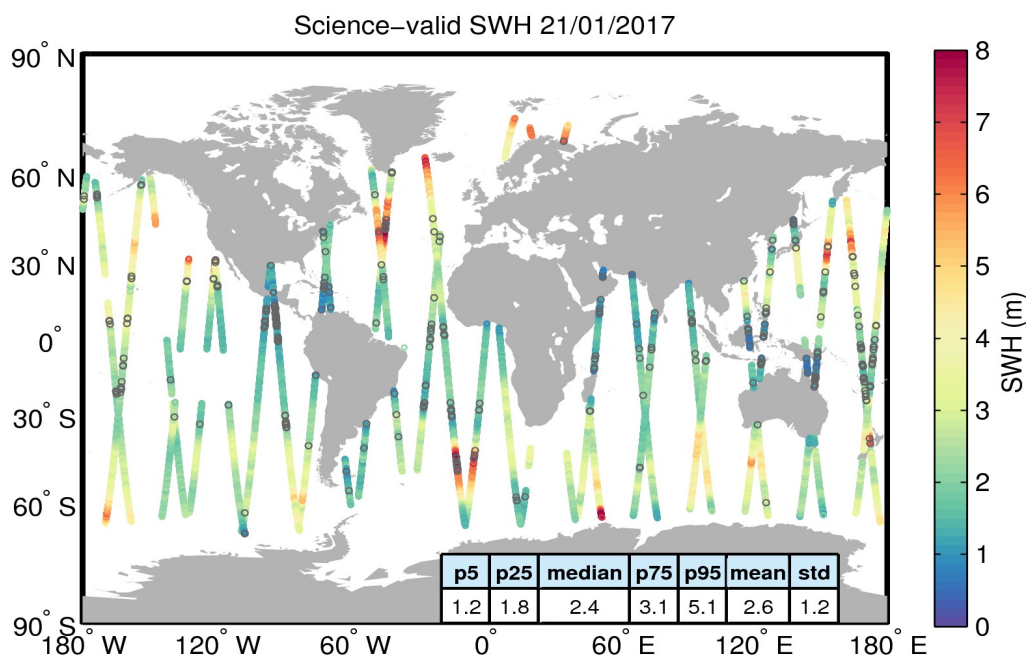 Science−valid SWH 21/01/2017
90° N
60° N
30° N
0°
30° S
60° S
90° S
180° W
120° W
60° W
0°
60° E
120° E
180° E
p5 p25 median p75 p95 mean std
1.2 1.8 2.4 3.1 5.1 2.6 1.2
8
7
6
5
4
3
2
1
0
SWH (m)